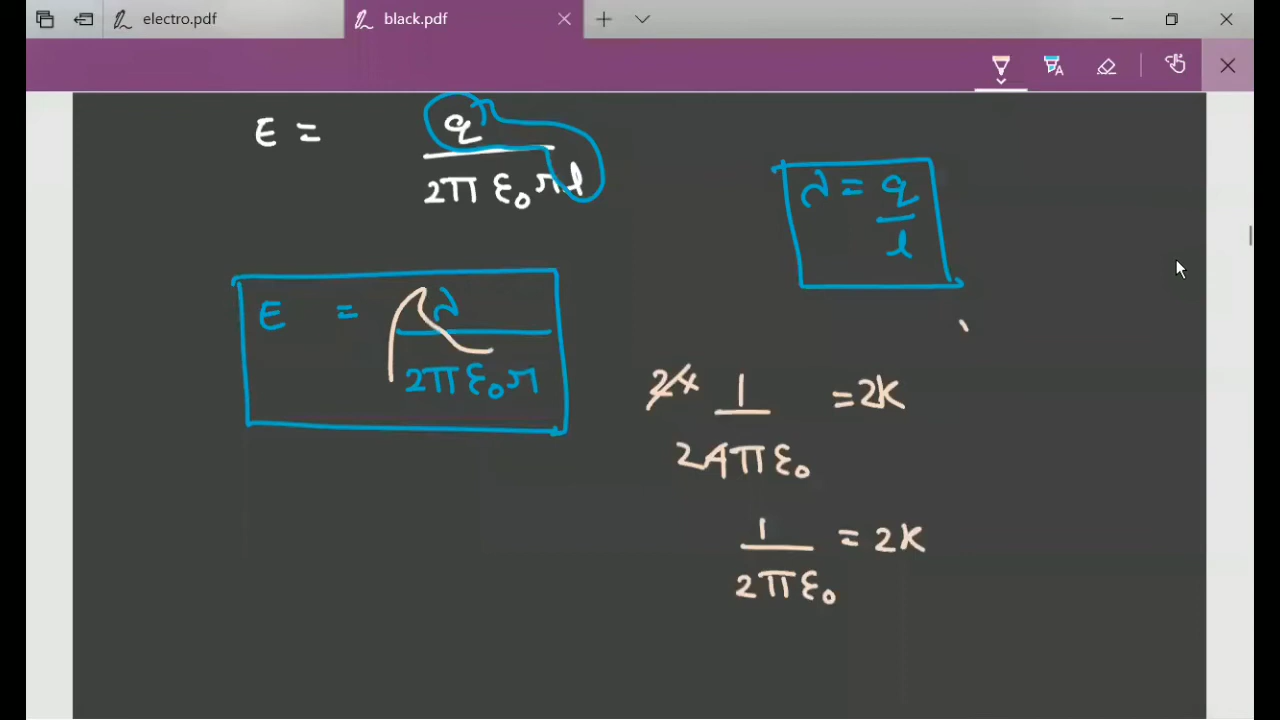 electro.pdf
black.pdf
E = q / 2π ε₀ r l
λ = q / l
E = λ / 2π ε₀ r
2× 1 / 2 4π ε₀ = 2K
1 / 2π ε₀ = 2K